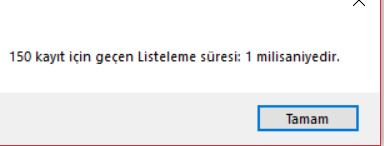 150 kayıt için geçen Listeleme süresi: 1 milisaniyedir.
Tamam